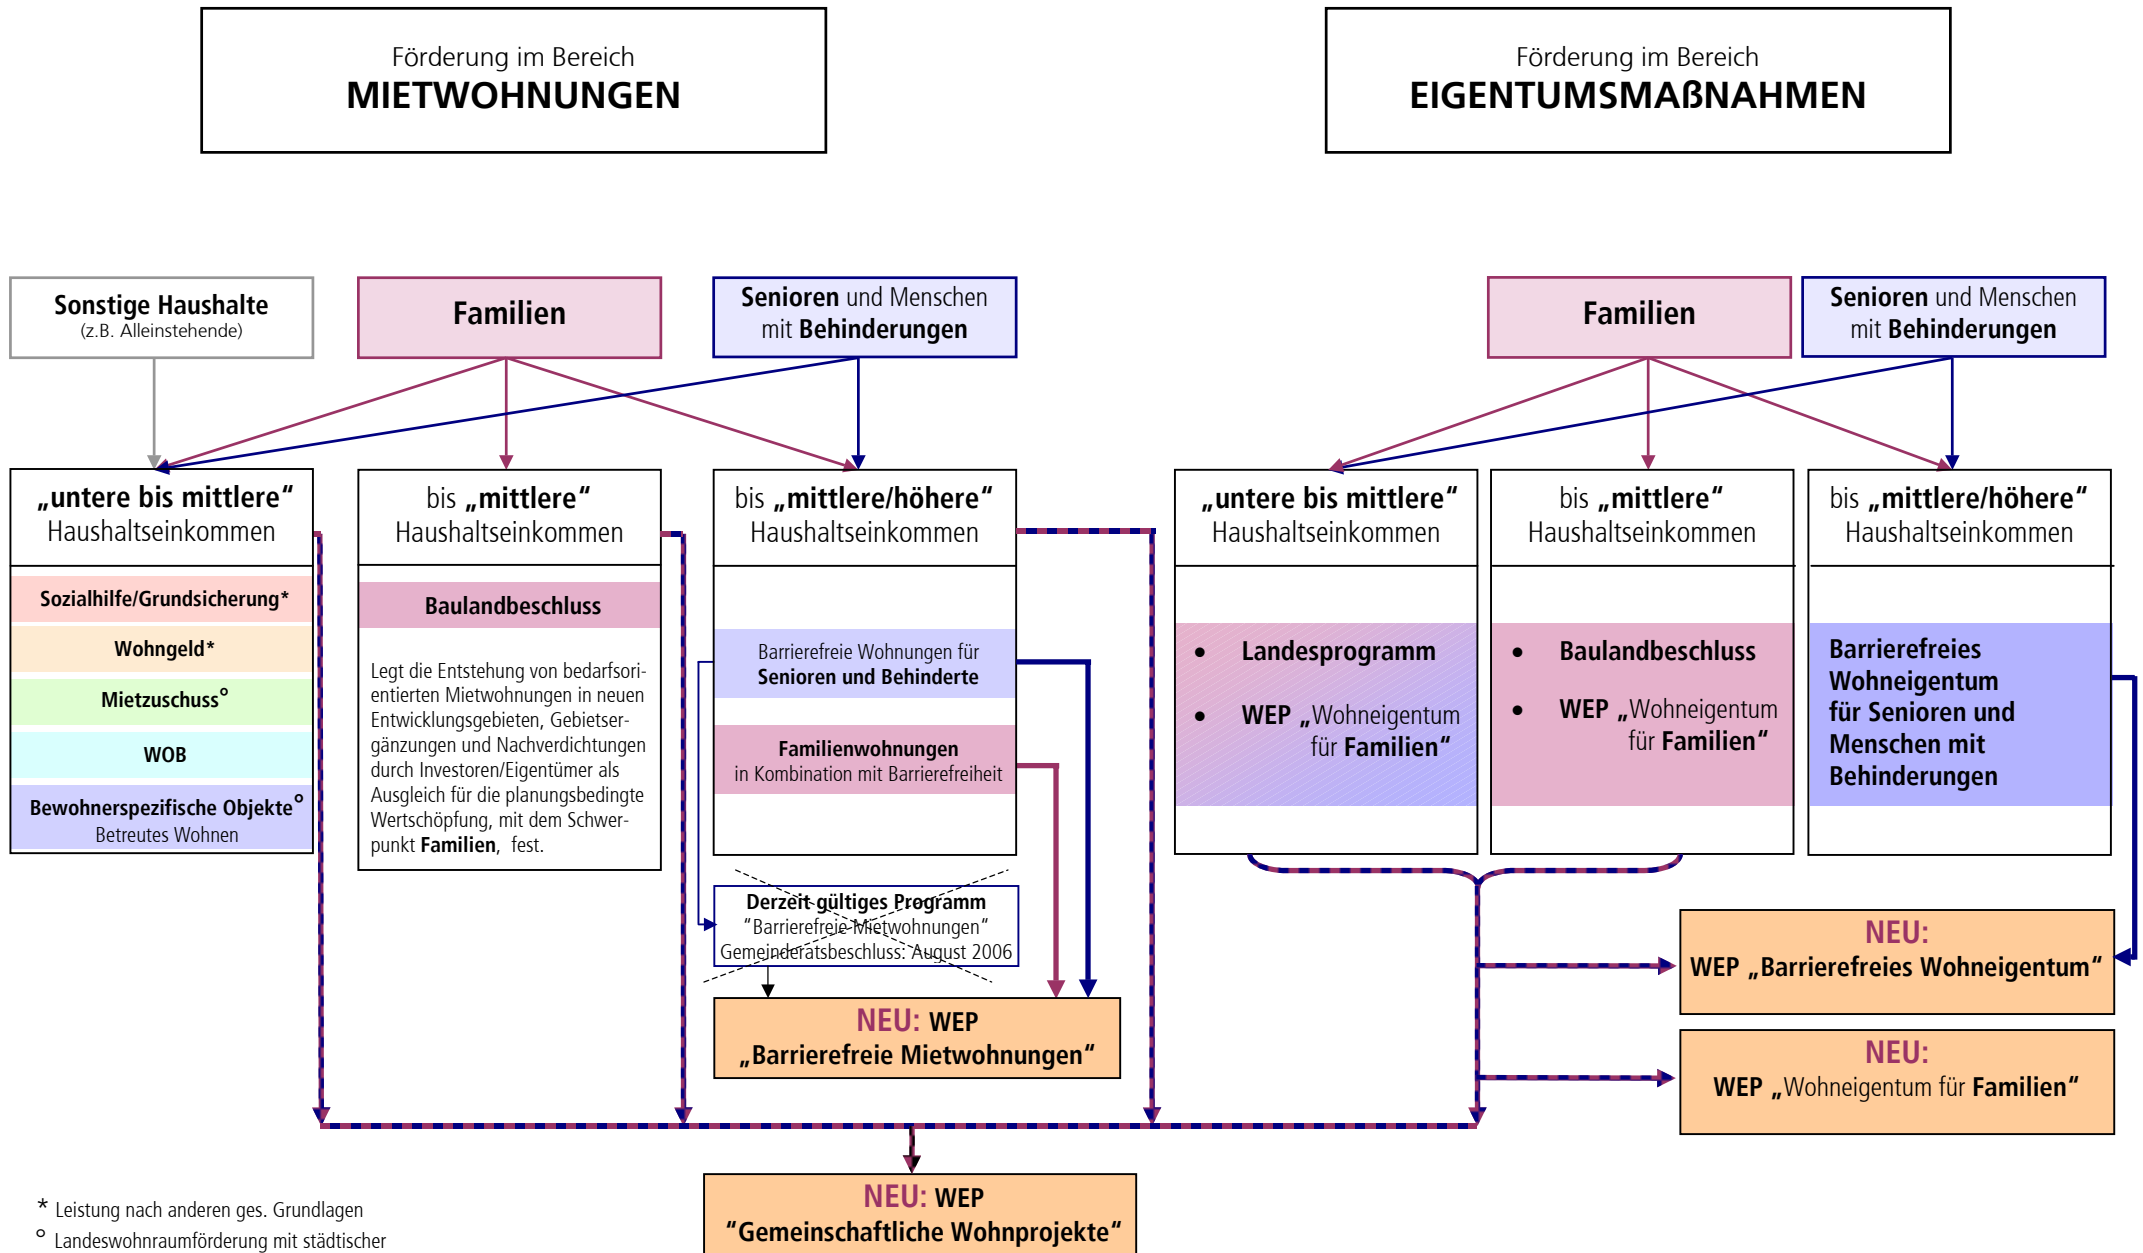 Förderung im Bereich
MIETWOHNUNGEN
Förderung im Bereich
EIGENTUMSMAßNAHMEN
Sonstige Haushalte
(z.B. Alleinstehende)
Familien
Senioren und Menschen
mit Behinderungen
Familien
Senioren und Menschen
mit Behinderungen
„untere bis mittlere“
Haushaltseinkommen
Sozialhilfe/Grundsicherung*
Wohngeld*
Mietzuschuss°
WOB
Bewohnerspezifische Objekte°
Betreutes Wohnen
bis „mittlere“
Haushaltseinkommen
Baulandbeschluss
Legt die Entstehung von bedarfsori-
entierten Mietwohnungen in neuen
Entwicklungsgebieten, Gebietser-
gänzungen und Nachverdichtungen
durch Investoren/Eigentümer als
Ausgleich für die planungsbedingte
Wertschöpfung, mit dem Schwer-
punkt Familien, fest.
bis „mittlere/höhere“
Haushaltseinkommen
Barrierefreie Wohnungen für
Senioren und Behinderte
Familienwohnungen
in Kombination mit Barrierefreiheit
Derzeit gültiges Programm
“Barrierefreie Mietwohnungen“
Gemeinderatsbeschluss: August 2006
NEU: WEP
„Barrierefreie Mietwohnungen“
„untere bis mittlere“
Haushaltseinkommen
• Landesprogramm
• WEP „Wohneigentum
für Familien“
bis „mittlere“
Haushaltseinkommen
• Baulandbeschluss
• WEP „Wohneigentum
für Familien“
bis „mittlere/höhere“
Haushaltseinkommen
Barrierefreies
Wohneigentum
für Senioren und
Menschen mit
Behinderungen
NEU:
WEP „Barrierefreies Wohneigentum“
NEU:
WEP „Wohneigentum für Familien“
NEU: WEP
“Gemeinschaftliche Wohnprojekte“
* Leistung nach anderen ges. Grundlagen
° Landeswohnraumförderung mit städtischer